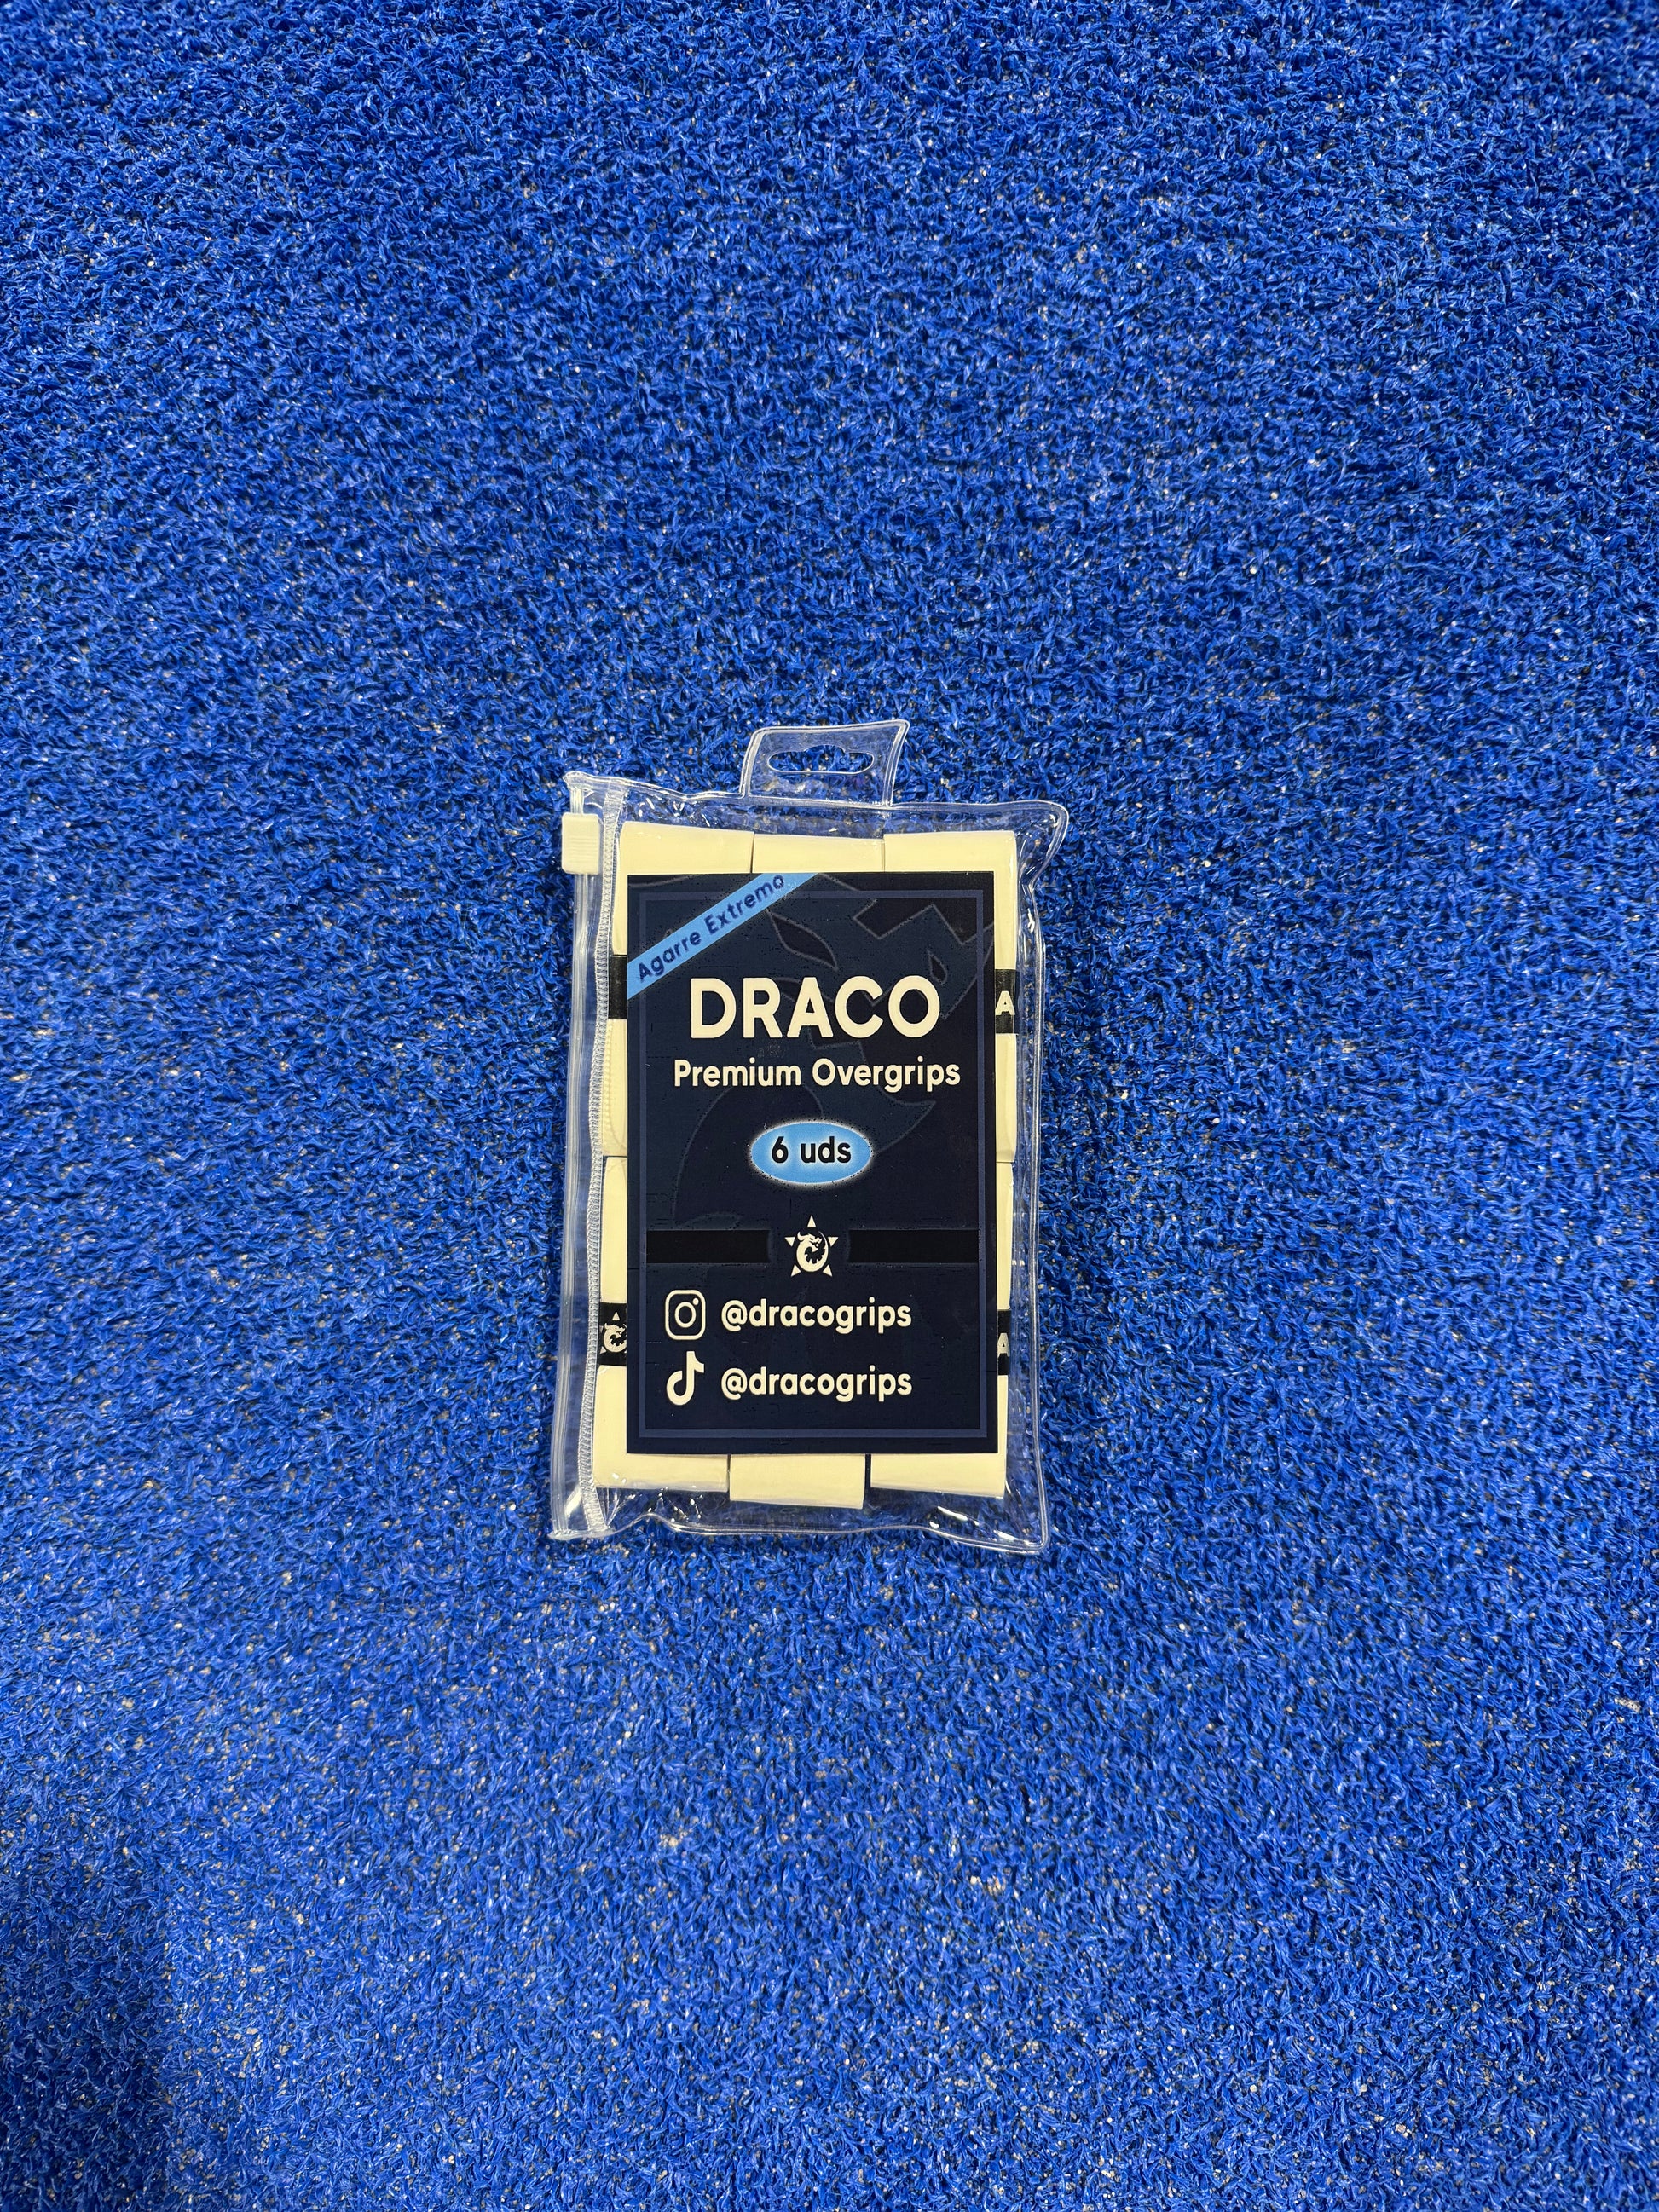 Agarre Extremo
DRACO
A
Premium Overgrips
6 uds
@dracogrips
A
@dracogrips